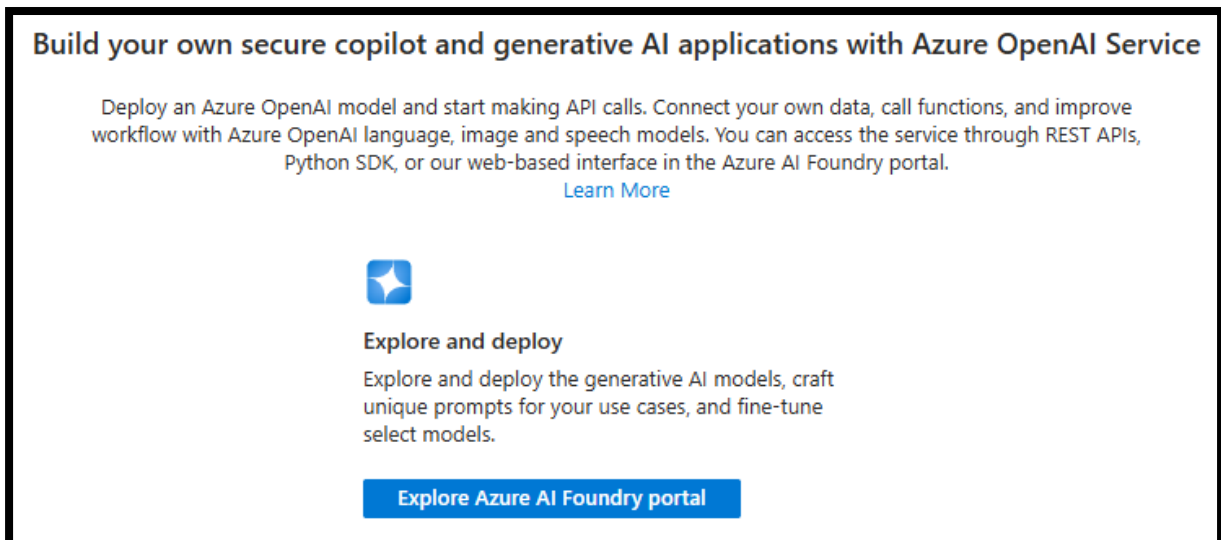 Build your own secure copilot and generative AI applications with Azure OpenAI Service
Deploy an Azure OpenAI model and start making API calls. Connect your own data, call functions, and improve
workflow with Azure OpenAI language, image and speech models. You can access the service through REST APIs,
Python SDK, or our web-based interface in the Azure AI Foundry portal.
Learn More
Explore and deploy
Explore and deploy the generative AI models, craft
unique prompts for your use cases, and fine-tune
select models.
Explore Azure AI Foundry portal